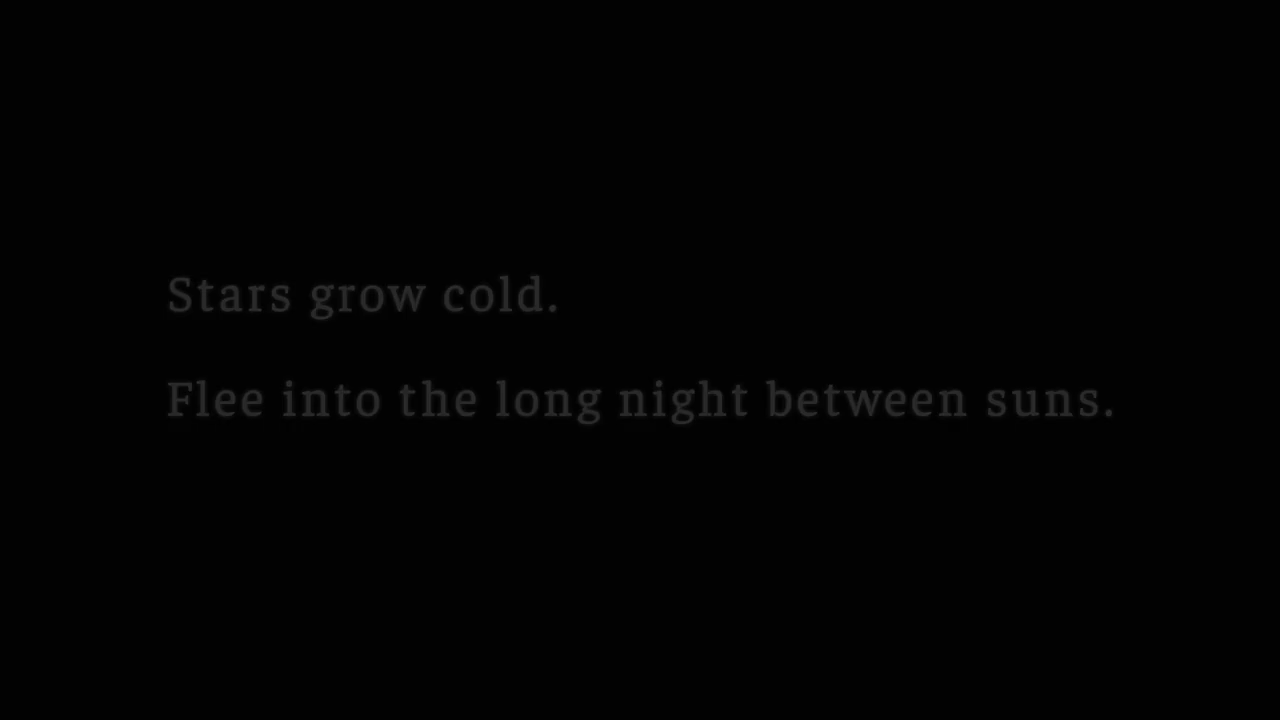 Stars grow cold.
Flee into the long night between suns.